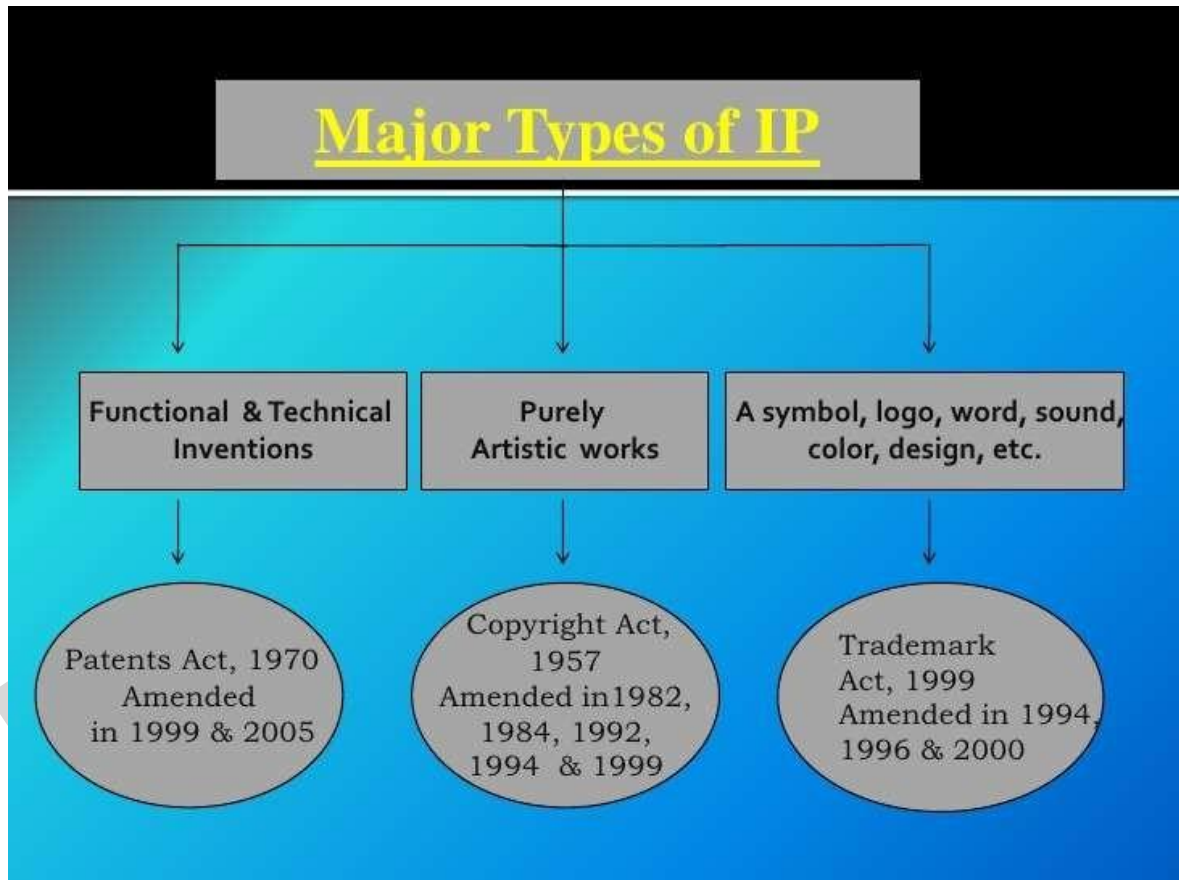 Major Types of IP
Functional & Technical
Inventions
Purely
Artistic works
A symbol, logo, word, sound,
color, design, etc.
Patents Act, 1970
Amended
in 1999 & 2005
Copyright Act,
1957
Amended in1982,
1984, 1992,
1994 & 1999
Trademark
Act, 1999
Amended in 1994,
1996 & 2000